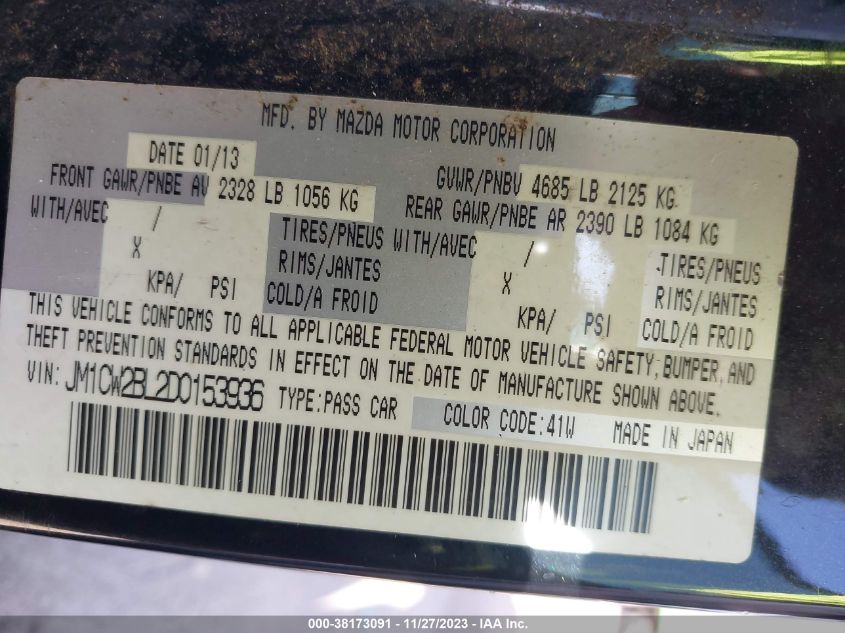 MFD. BY MAZDA MOTOR CORPORATION
DATE 01/13
GVWR/PNBV 4685 LB 2125 KG
FRONT GAWR/PNBE AV 2328 LB 1056 KG
REAR GAWR/PNBE AR 2390 LB 1084 KG
WITH/AVEC / TIRES/PNEUS WITH/AVEC / TIRES/PNEUS
X RIMS/JANTES X RIMS/JANTES
KPA/ PSI COLD/A FROID KPA/ PSI COLD/A FROID
THIS VEHICLE CONFORMS TO ALL APPLICABLE FEDERAL MOTOR VEHICLE SAFETY, BUMPER, AND
THEFT PREVENTION STANDARDS IN EFFECT ON THE DATE OF MANUFACTURE SHOWN ABOVE.
VIN: JM1CW2BL2D0153936 TYPE:PASS CAR COLOR CODE:41W MADE IN JAPAN
000-38173091 - 11/27/2023 - IAA Inc.